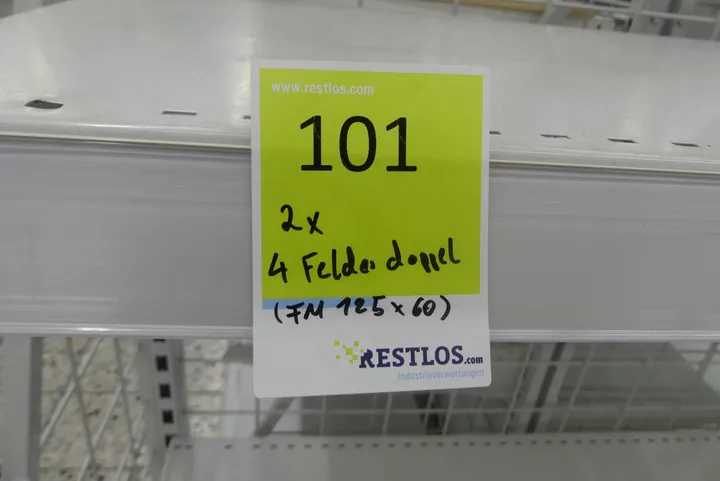 www.restlos.com
101
2x
4 Felder doppel
(FM 125 x 60)
RESTLOS.com
Industrieverwertungen